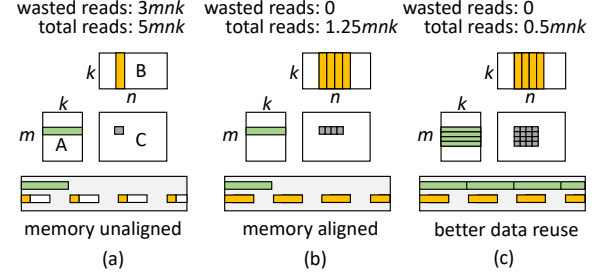 wasted reads: 3mnk
total reads: 5mnk
k
B
n
k
m
A
C
memory unaligned
(a)
wasted reads: 0
total reads: 1.25mnk
k
n
k
m
memory aligned
(b)
wasted reads: 0
total reads: 0.5mnk
k
n
k
m
better data reuse
(c)